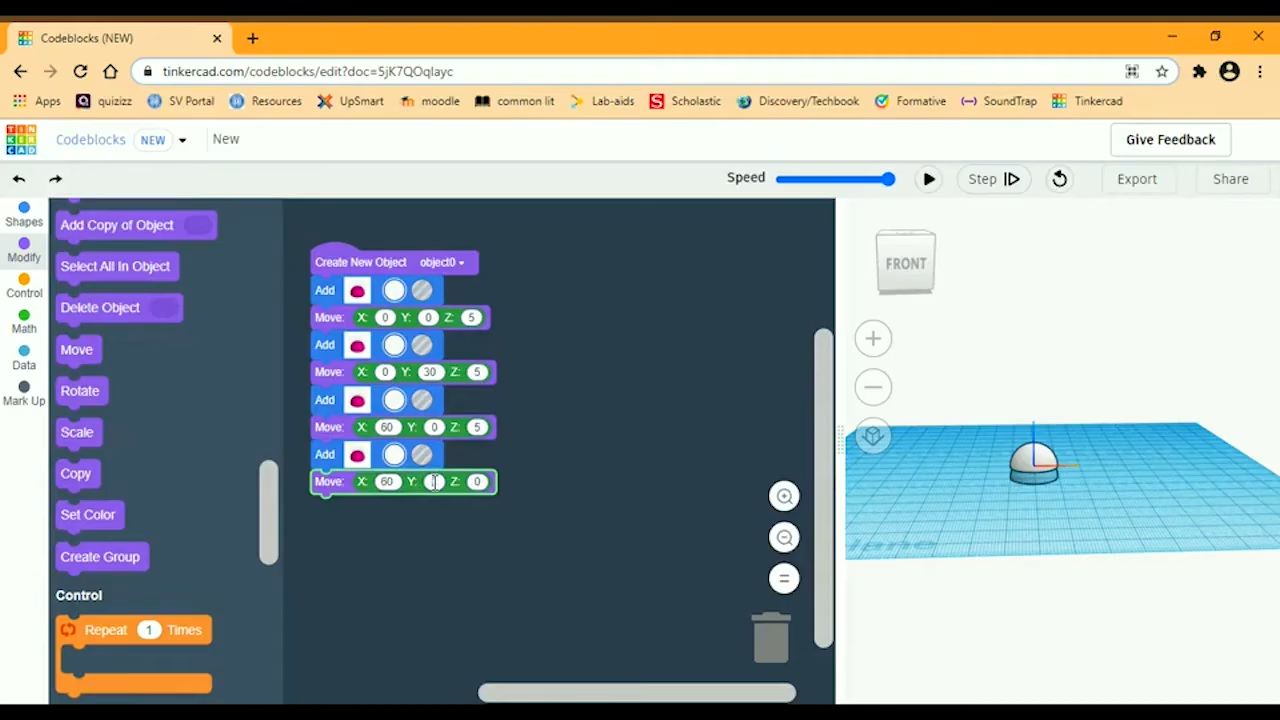 Codeblocks (NEW)
tinkercad.com/codeblocks/edit?doc=5jK7QOqlayc
Apps quizizz SV Portal Resources UpSmart moodle common lit Lab-aids Scholastic Discovery/Techbook Formative SoundTrap Tinkercad
TIN KER CAD Codeblocks NEW New Give Feedback
Speed Step Export Share
Shapes
Modify
Control
Math
Data
Mark Up
Add Copy of Object
Select All In Object
Delete Object
Move
Rotate
Scale
Copy
Set Color
Create Group
Control
Repeat 1 Times
Create New Object object0
Add
Move: X: 0 Y: 0 Z: 5
Add
Move: X: 0 Y: 30 Z: 5
Add
Move: X: 60 Y: 0 Z: 5
Add
Move: X: 60 Y: Z: 0
FRONT